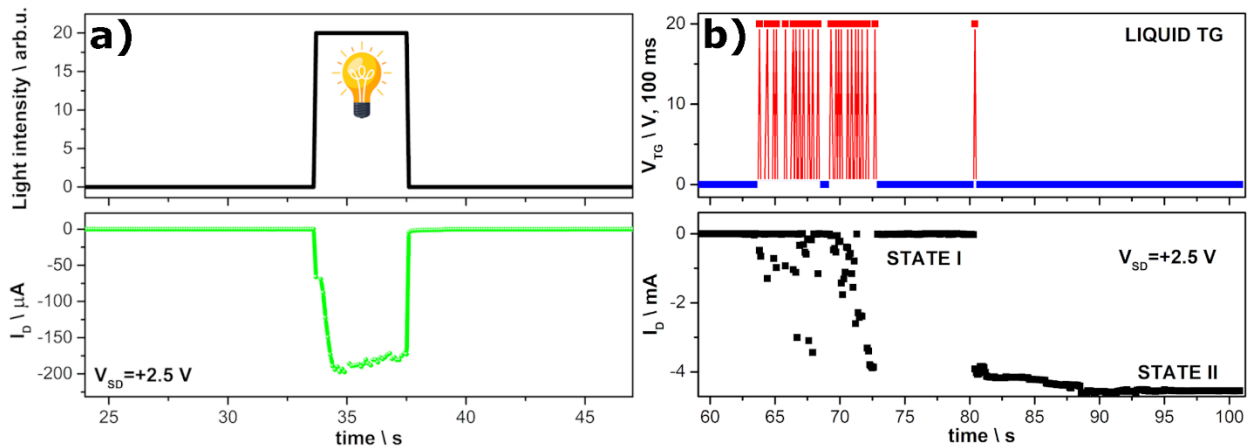 a)
Light intensity \ arb.u.
20
15
10
5
0
I_D \ µA
0
-50
-100
-150
-200
V_SD=+2.5 V
25 30 35 40 45
time \ s
b)
LIQUID TG
V_TG \ V, 100 ms
20
15
10
5
0
I_D \ mA
0
-2
-4
STATE I
V_SD=+2.5 V
STATE II
60 65 70 75 80 85 90 95 100
time \ s